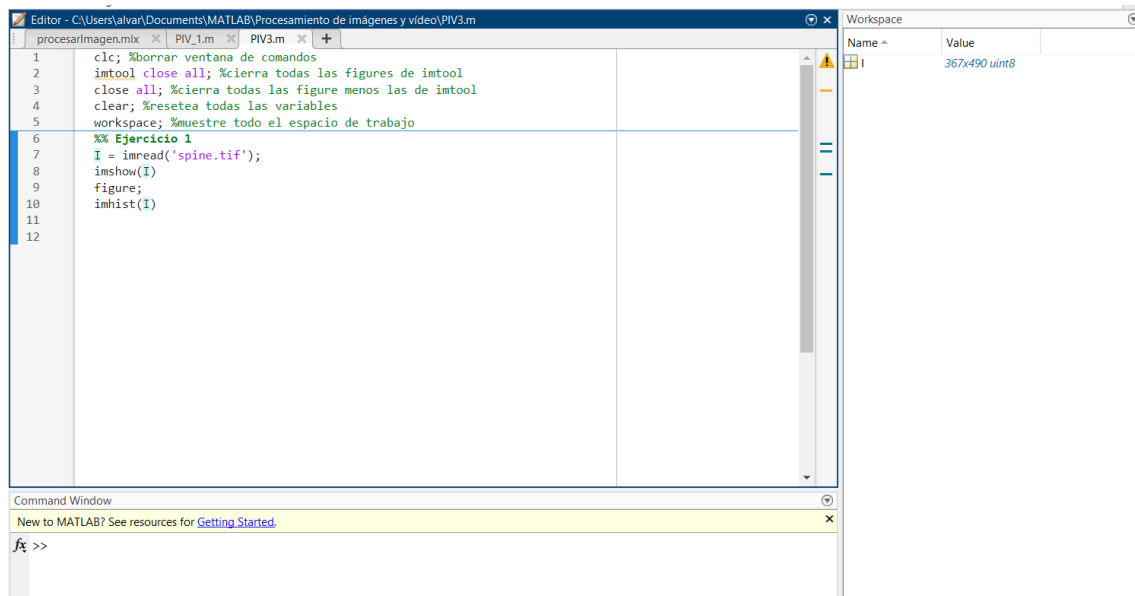 Editor - C:\Users\alvar\Documents\MATLAB\Procesamiento de imágenes y vídeo\PIV3.m
procesarImagen.mlx PIV_1.m PIV3.m +
1 clc; %borrar ventana de comandos
2 imtool close all; %cierra todas las figures de imtool
3 close all; %cierra todas las figure menos las de imtool
4 clear; %resetea todas las variables
5 workspace; %muestre todo el espacio de trabajo
6 %% Ejercicio 1
7 I = imread('spine.tif');
8 imshow(I)
9 figure;
10 imhist(I)
11
12
Command Window
New to MATLAB? See resources for Getting Started.
fx >>
Workspace
Name Value
I 367x490 uint8